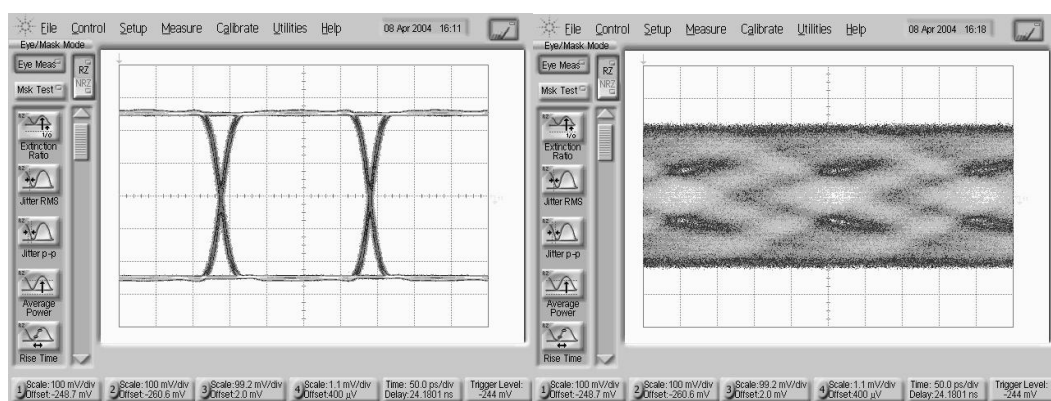 File Control Setup Measure Calibrate Utilities Help 08 Apr 2004 16:11
Eye/Mask Mode
Eye Meas
RZ
NRZ
Msk Test
Extinction
Ratio
Jitter RMS
Jitter p-p
Average
Power
Rise Time
1 Scale:100 mV/div
Offset:-248.7 mV
2 Scale:100 mV/div
Offset:-260.6 mV
3 Scale:99.2 mV/div
Offset:2.0 mV
4 Scale:1.1 mV/div
Offset:400 µV
Time: 50.0 ps/div
Delay:24.1801 ns
Trigger Level:
-244 mV
File Control Setup Measure Calibrate Utilities Help 08 Apr 2004 16:18
Eye/Mask Mode
Eye Meas
RZ
NRZ
Msk Test
Extinction
Ratio
Jitter RMS
Jitter p-p
Average
Power
Rise Time
1 Scale:100 mV/div
Offset:-248.7 mV
2 Scale:100 mV/div
Offset:-260.6 mV
3 Scale:99.2 mV/div
Offset:2.0 mV
4 Scale:1.1 mV/div
Offset:400 µV
Time: 50.0 ps/div
Delay:24.1801 ns
Trigger Level:
-244 mV